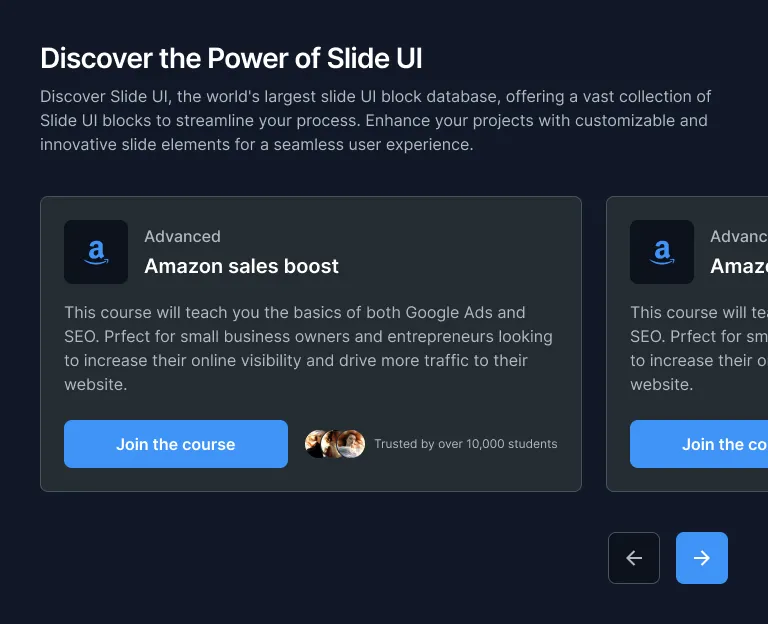 Discover the Power of Slide UI
Discover Slide UI, the world's largest slide UI block database, offering a vast collection of
Slide UI blocks to streamline your process. Enhance your projects with customizable and
innovative slide elements for a seamless user experience.
a
Advanced
Amazon sales boost
This course will teach you the basics of both Google Ads and
SEO. Prfect for small business owners and entrepreneurs looking
to increase their online visibility and drive more traffic to their
website.
Join the course
Trusted by over 10,000 students
a
Advanc
Amaz
This course will te
SEO. Prfect for sm
to increase their o
website.
Join the co